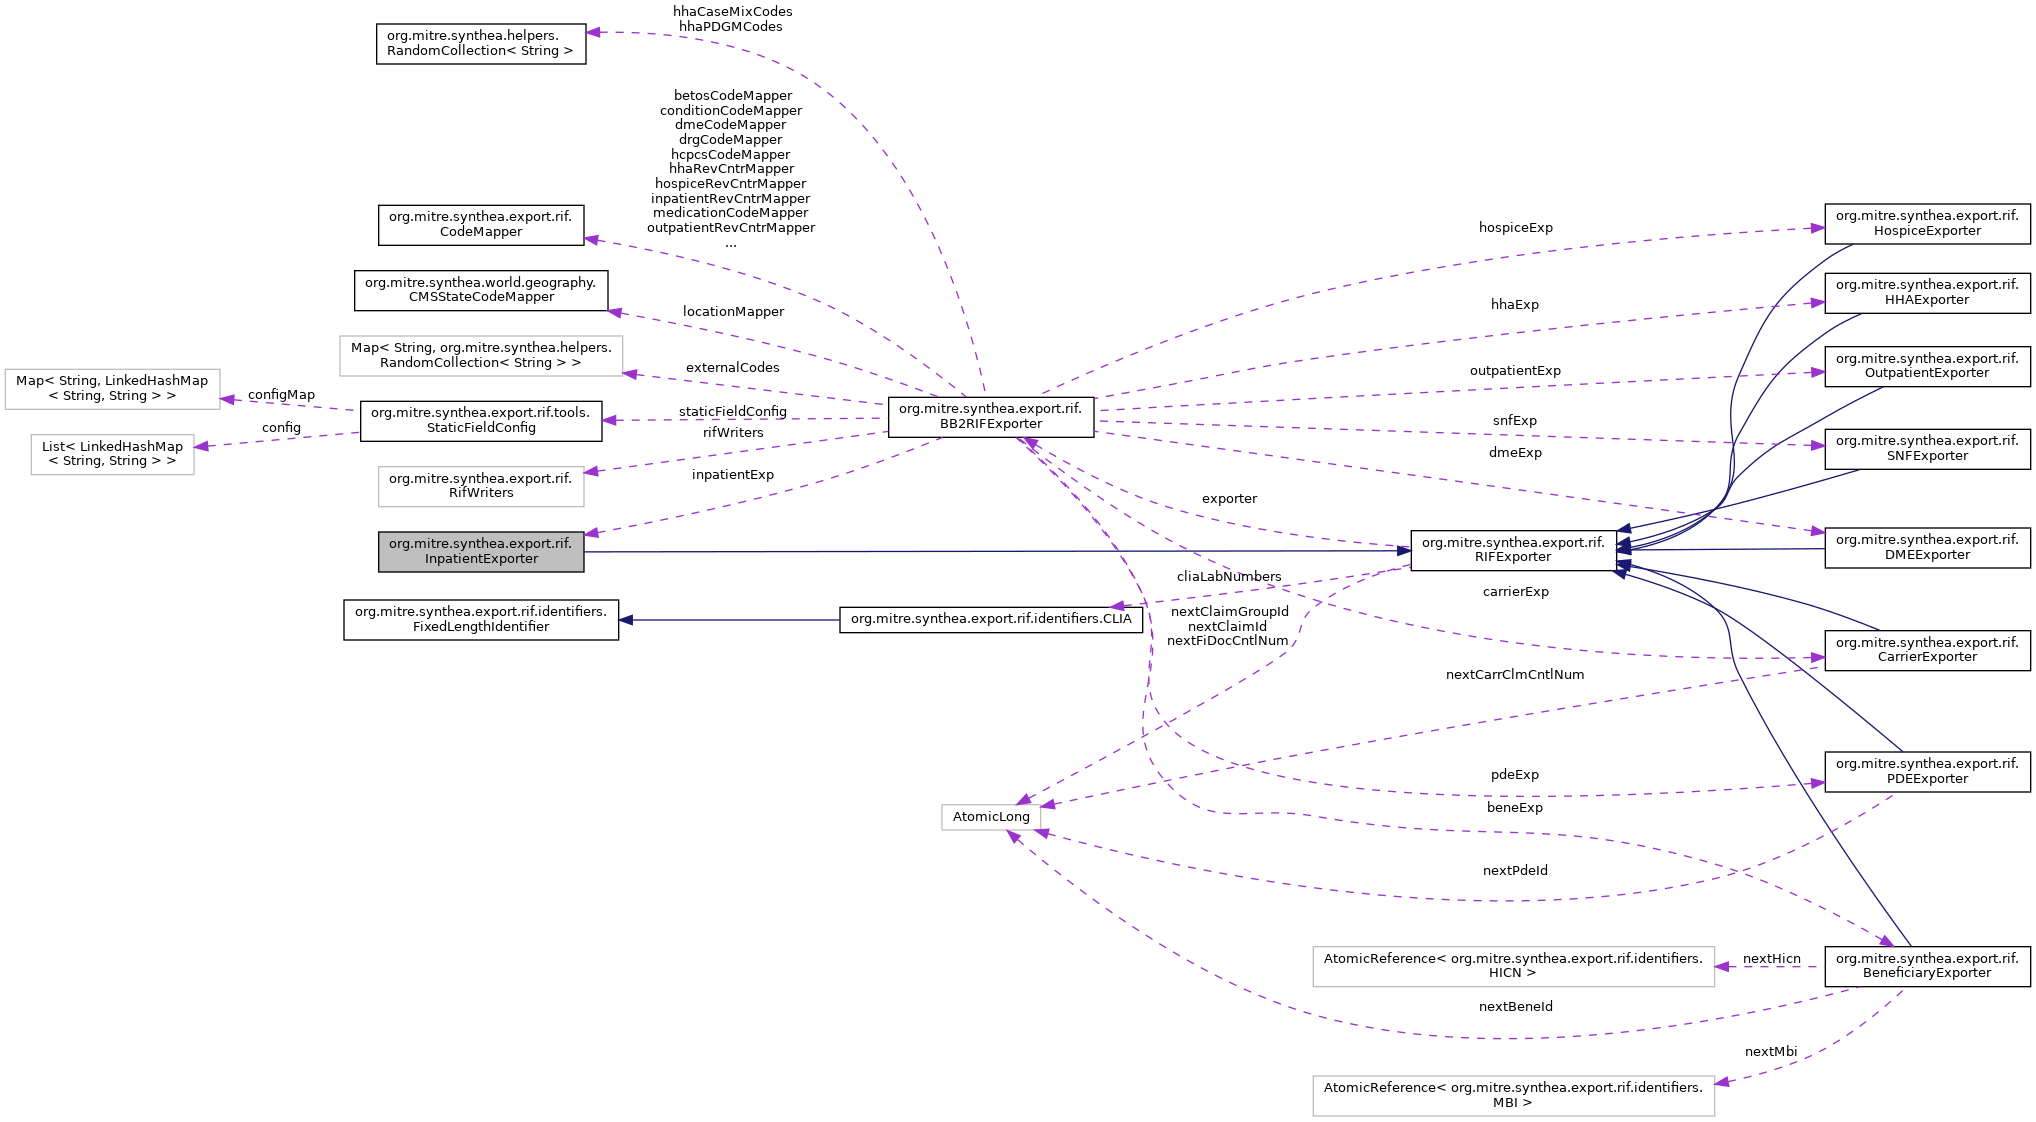 hhaCaseMixCodes
hhaPDGMCodes
org.mitre.synthea.helpers.
RandomCollection< String >
betosCodeMapper
conditionCodeMapper
dmeCodeMapper
drgCodeMapper
hcpcsCodeMapper
hhaRevCntrMapper
hospiceRevCntrMapper
inpatientRevCntrMapper
medicationCodeMapper
outpatientRevCntrMapper
...
org.mitre.synthea.export.rif.
CodeMapper
org.mitre.synthea.world.geography.
CMSStateCodeMapper
locationMapper
Map< String, org.mitre.synthea.helpers.
RandomCollection< String > >
externalCodes
Map< String, LinkedHashMap
< String, String > >
configMap
org.mitre.synthea.export.rif.tools.
StaticFieldConfig
staticFieldConfig
List< LinkedHashMap
< String, String > >
config
rifWriters
org.mitre.synthea.export.rif.
RifWriters
inpatientExp
org.mitre.synthea.export.rif.
InpatientExporter
org.mitre.synthea.export.rif.identifiers.
FixedLengthIdentifier
org.mitre.synthea.export.rif.identifiers.CLIA
org.mitre.synthea.export.rif.
BB2RIFExporter
exporter
cliaLabNumbers
nextClaimGroupId
nextClaimId
nextFiDocCntlNum
AtomicLong
hospiceExp
hhaExp
outpatientExp
snfExp
dmeExp
org.mitre.synthea.export.rif.
RIFExporter
carrierExp
nextCarrClmCntlNum
pdeExp
beneExp
nextPdeId
AtomicReference< org.mitre.synthea.export.rif.identifiers.
HICN >
nextHicn
nextBeneId
nextMbi
AtomicReference< org.mitre.synthea.export.rif.identifiers.
MBI >
org.mitre.synthea.export.rif.
HospiceExporter
org.mitre.synthea.export.rif.
HHAExporter
org.mitre.synthea.export.rif.
OutpatientExporter
org.mitre.synthea.export.rif.
SNFExporter
org.mitre.synthea.export.rif.
DMEExporter
org.mitre.synthea.export.rif.
CarrierExporter
org.mitre.synthea.export.rif.
PDEExporter
org.mitre.synthea.export.rif.
BeneficiaryExporter